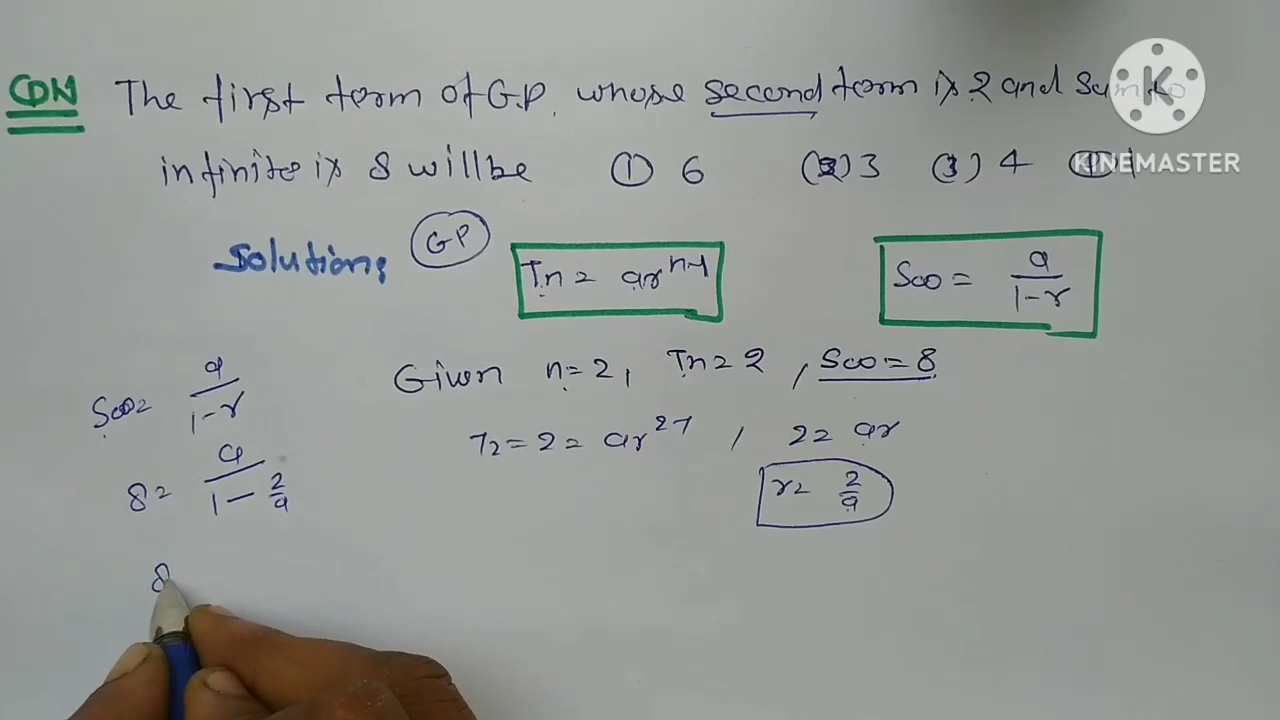 QDN The first term of G.P. whose second term is 2 and Sum to
infinite is 8 will be ① 6 (2) 3 (3) 4
KINEMASTER
Solution; GP Tn = ar^n-1 S∞ = a/1-r
Given n=2, Tn=2, S∞=8
S∞= a/1-r
T2=2= ar^2-1, 2= ar
8= a/1-2/a
r= 2/a
8